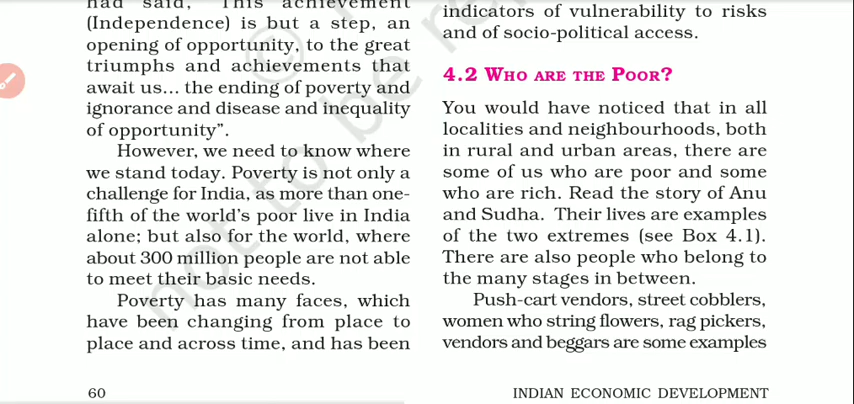 had said, "This achievement
(Independence) is but a step, an
opening of opportunity, to the great
triumphs and achievements that
await us... the ending of poverty and
ignorance and disease and inequality
of opportunity".
However, we need to know where
we stand today. Poverty is not only a
challenge for India, as more than one-
fifth of the world's poor live in India
alone; but also for the world, where
about 300 million people are not able
to meet their basic needs.
Poverty has many faces, which
have been changing from place to
place and across time, and has been
60
indicators of vulnerability to risks
and of socio-political access.
4.2 WHO ARE THE POOR?
You would have noticed that in all
localities and neighbourhoods, both
in rural and urban areas, there are
some of us who are poor and some
who are rich. Read the story of Anu
and Sudha. Their lives are examples
of the two extremes (see Box 4.1).
There are also people who belong to
the many stages in between.
Push-cart vendors, street cobblers,
women who string flowers, rag pickers,
vendors and beggars are some examples
INDIAN ECONOMIC DEVELOPMENT
not to be re